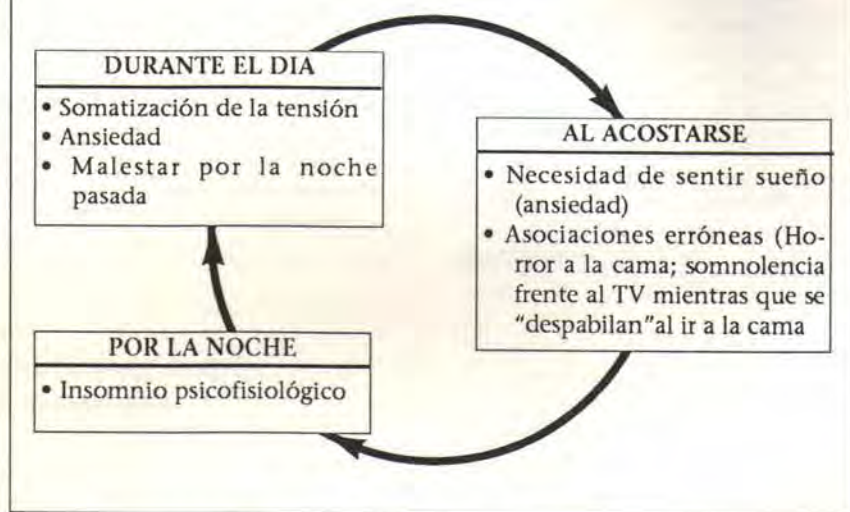 DURANTE EL DIA
• Somatización de la tensión
• Ansiedad
• Malestar por la noche
pasada
AL ACOSTARSE
• Necesidad de sentir sueño
(ansiedad)
• Asociaciones erróneas (Ho-
rror a la cama; somnolencia
frente al TV mientras que se
“despabilan”al ir a la cama
POR LA NOCHE
• Insomnio psicofisiológico